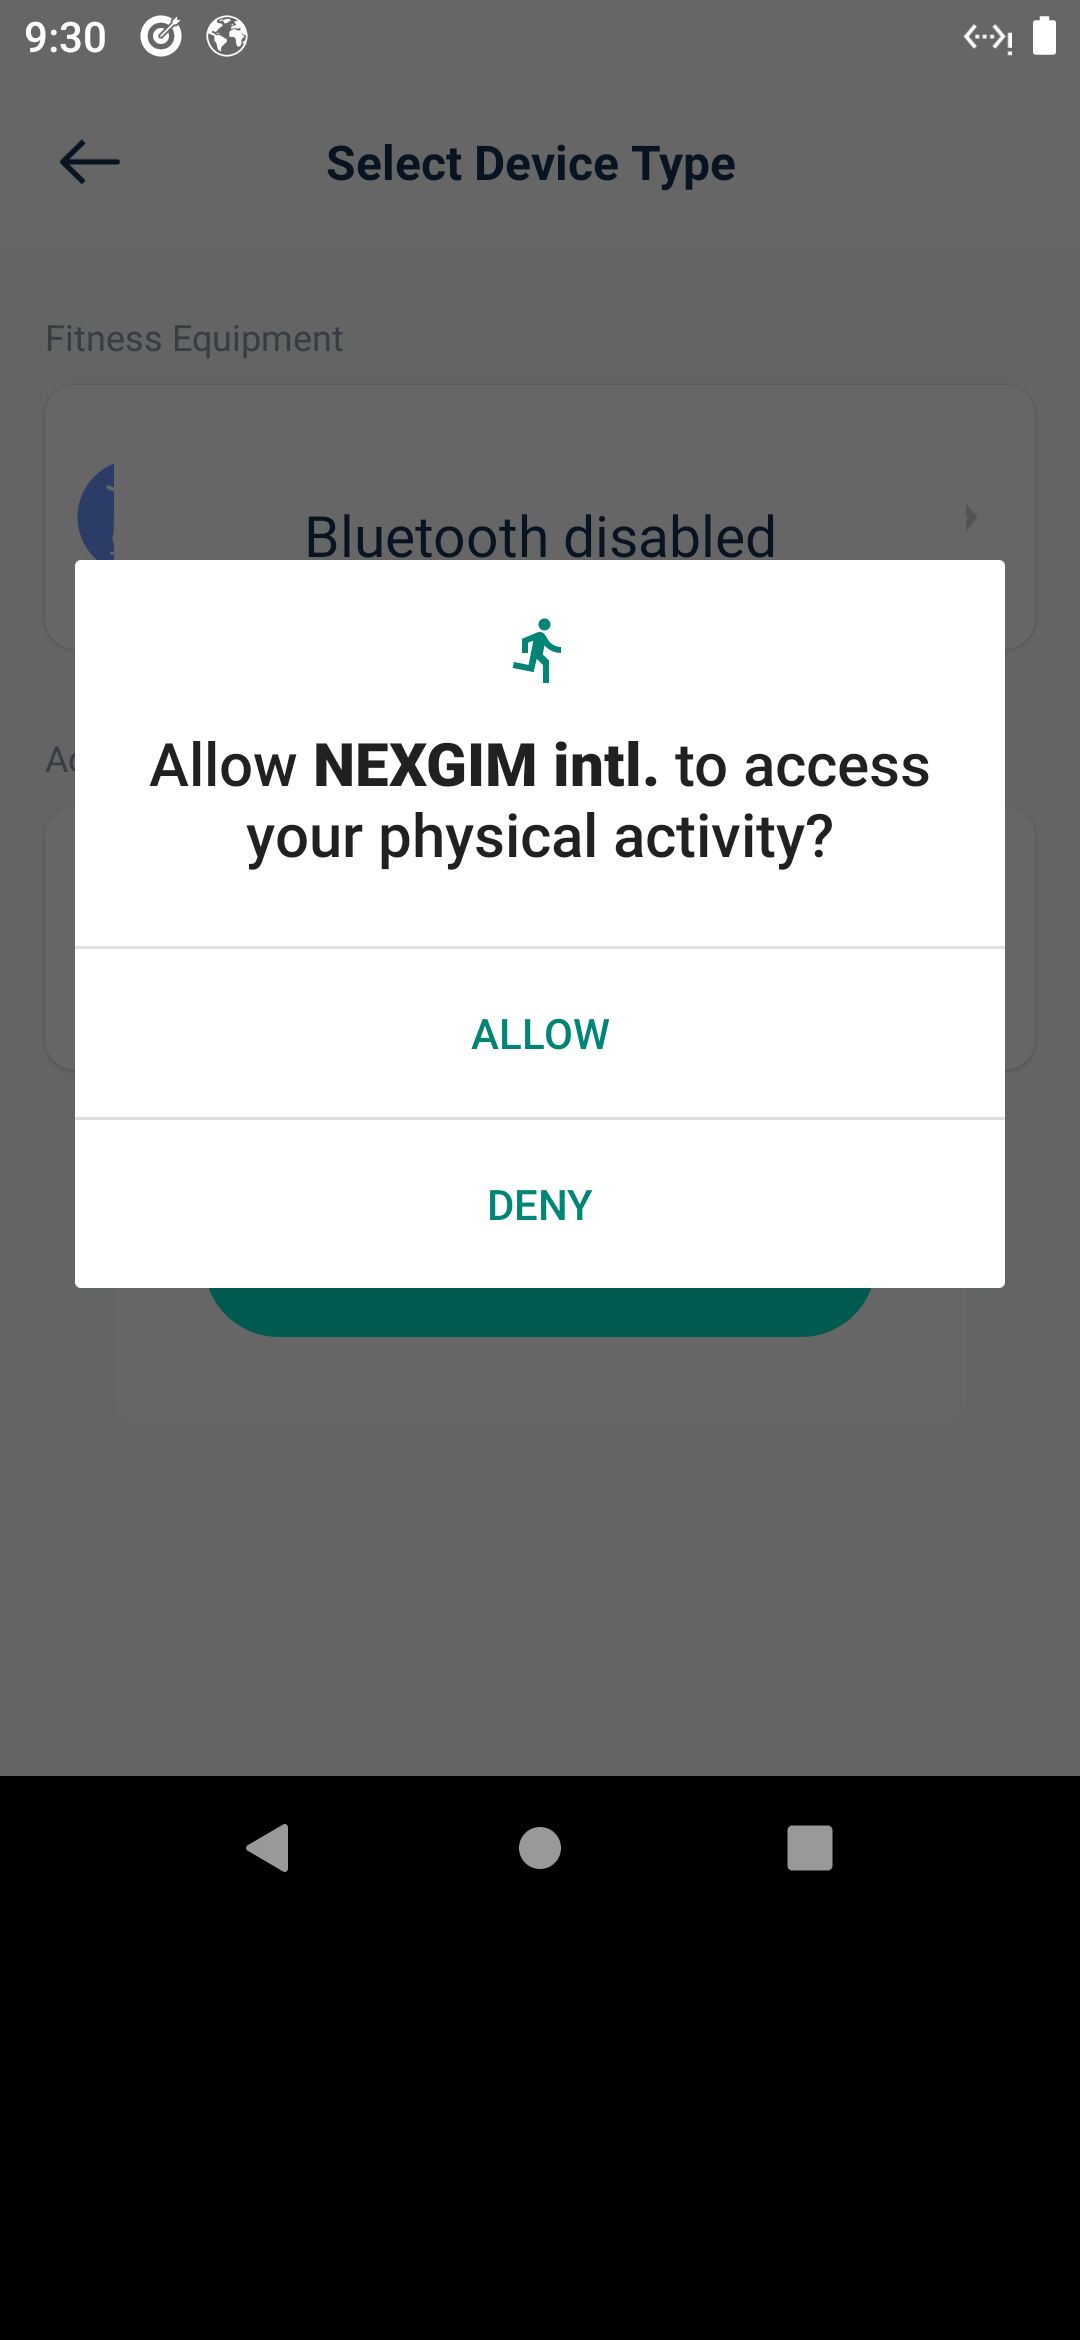 9:30
Select Device Type
Fitness Equipment
Bluetooth disabled
Allow NEXGIM intl. to access
your physical activity?
ALLOW
DENY